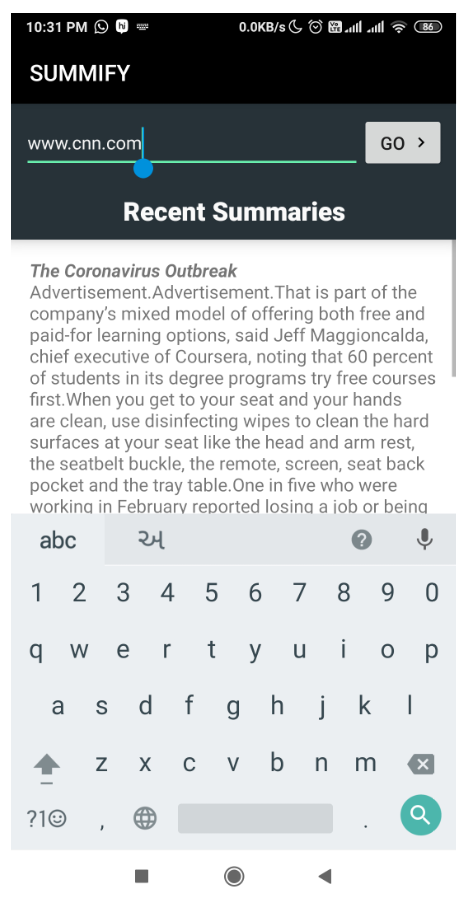 10:31 PM hi 0.0KB/s Vo LTE 86
SUMMIFY
www.cnn.com GO >
Recent Summaries
The Coronavirus Outbreak
Advertisement.Advertisement.That is part of the
company's mixed model of offering both free and
paid-for learning options, said Jeff Maggioncalda,
chief executive of Coursera, noting that 60 percent
of students in its degree programs try free courses
first.When you get to your seat and your hands
are clean, use disinfecting wipes to clean the hard
surfaces at your seat like the head and arm rest,
the seatbelt buckle, the remote, screen, seat back
pocket and the tray table.One in five who were
working in February reported losing a job or being
abc અ ?
1 2 3 4 5 6 7 8 9 0
q w e r t y u i o p
a s d f g h j k l
z x c v b n m
?1☺ , .